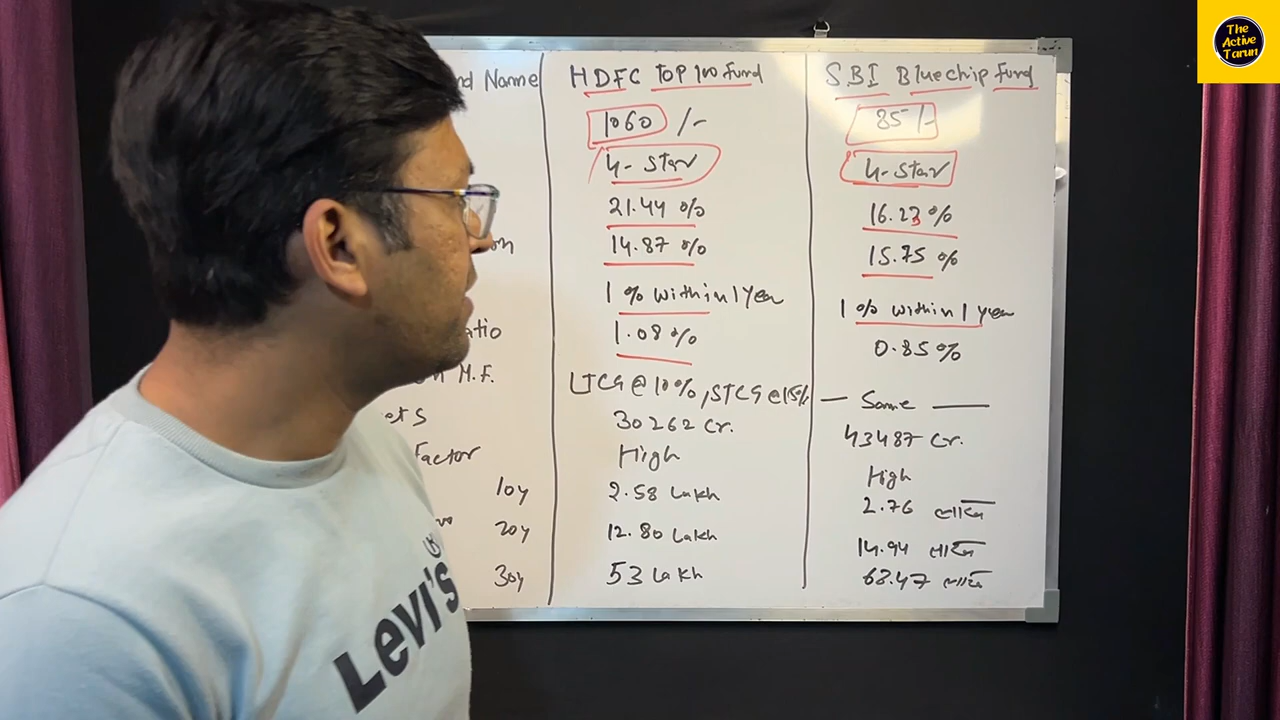 The
Active
Tarun
nd Name HDFC TOP 100 Fund SBI Bluechip Fund
1060 /- 85 /-
4- Star 4- Star
21.44 % 16.23 %
on 14.87 % 15.75 %
1 % within 1 year 1 % within 1 year
atio 1.08 % 0.85 %
M.F. LTCG @ 10%, STCG @ 15% — Same —
ets 30262 Cr. 43487 Cr.
Factor High High
10y 2.58 Lakh 2.76 लाख
20y 12.80 Lakh 14.94 लाख
30y 53 Lakh 63.47 लाख
Levi's